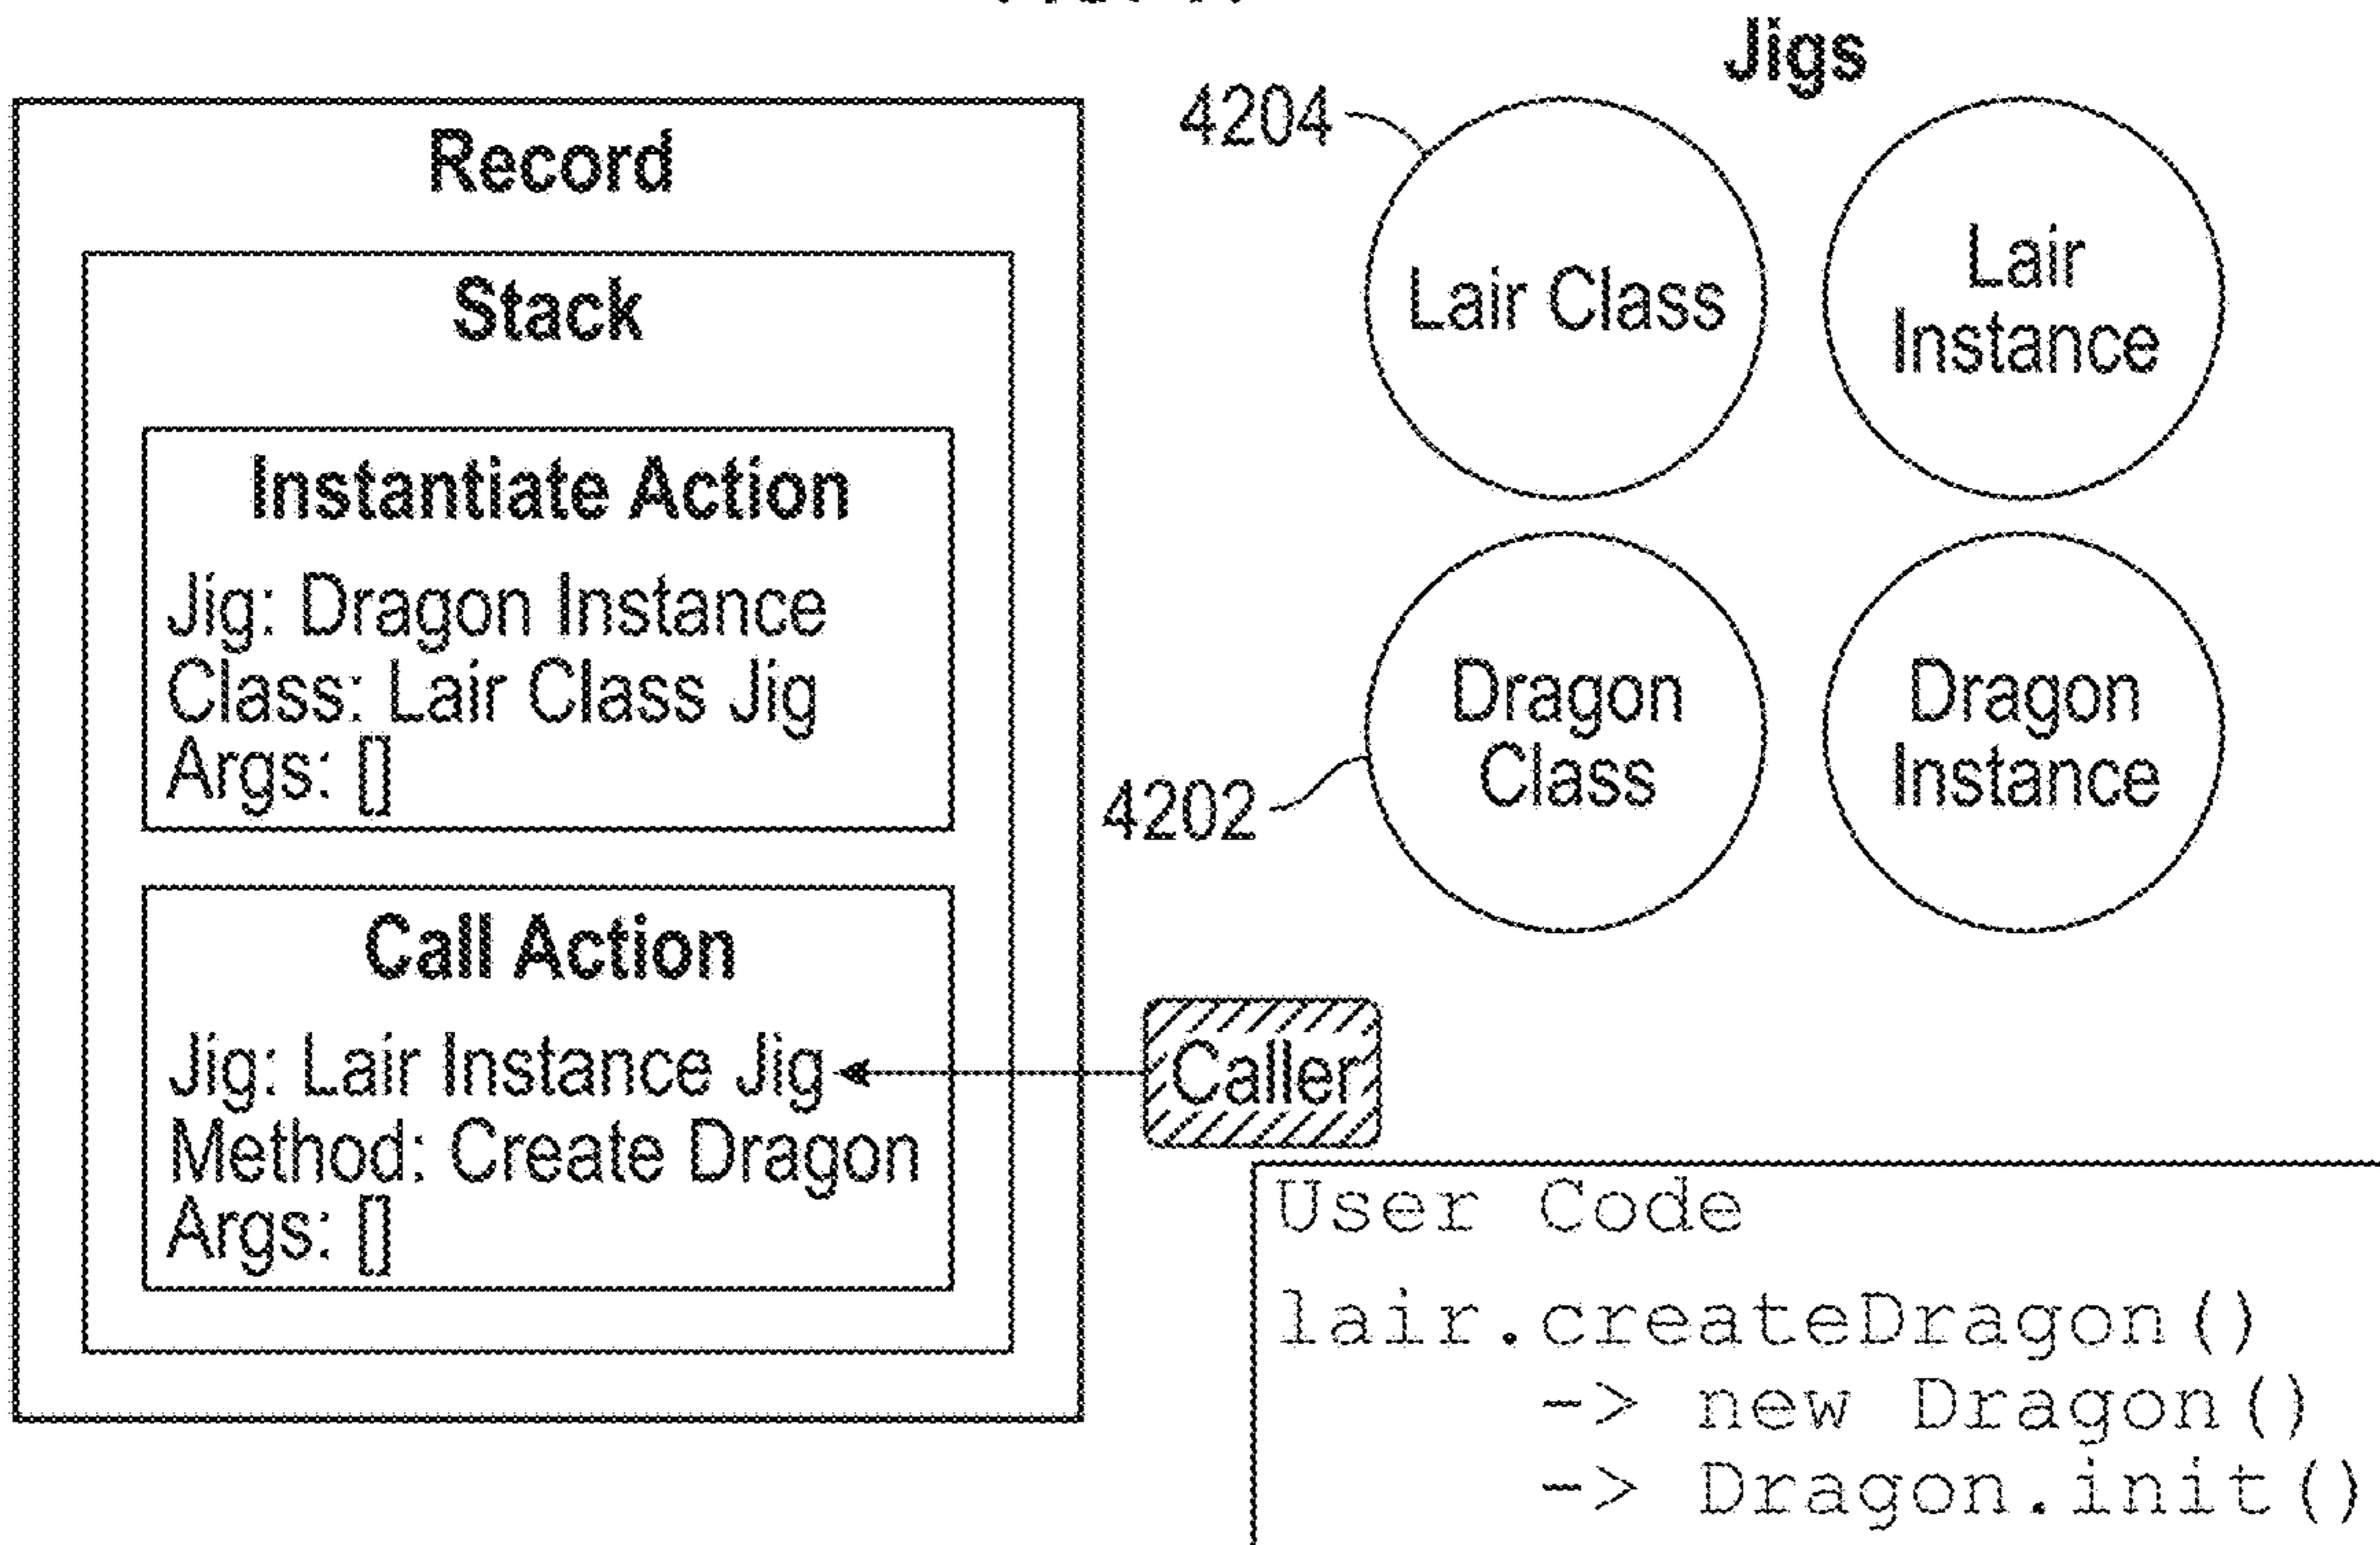 Record
Stack
Instantiate Action
Jig: Dragon Instance
Class: Lair Class Jig
Args: []
Call Action
Jig: Lair Instance Jig
Method: Create Dragon
Args: []
Jigs
4204
Lair Class
Lair
Instance
4202
Dragon
Class
Dragon
Instance
Caller
User Code
lair.createDragon()
-> new Dragon()
-> Dragon.init()